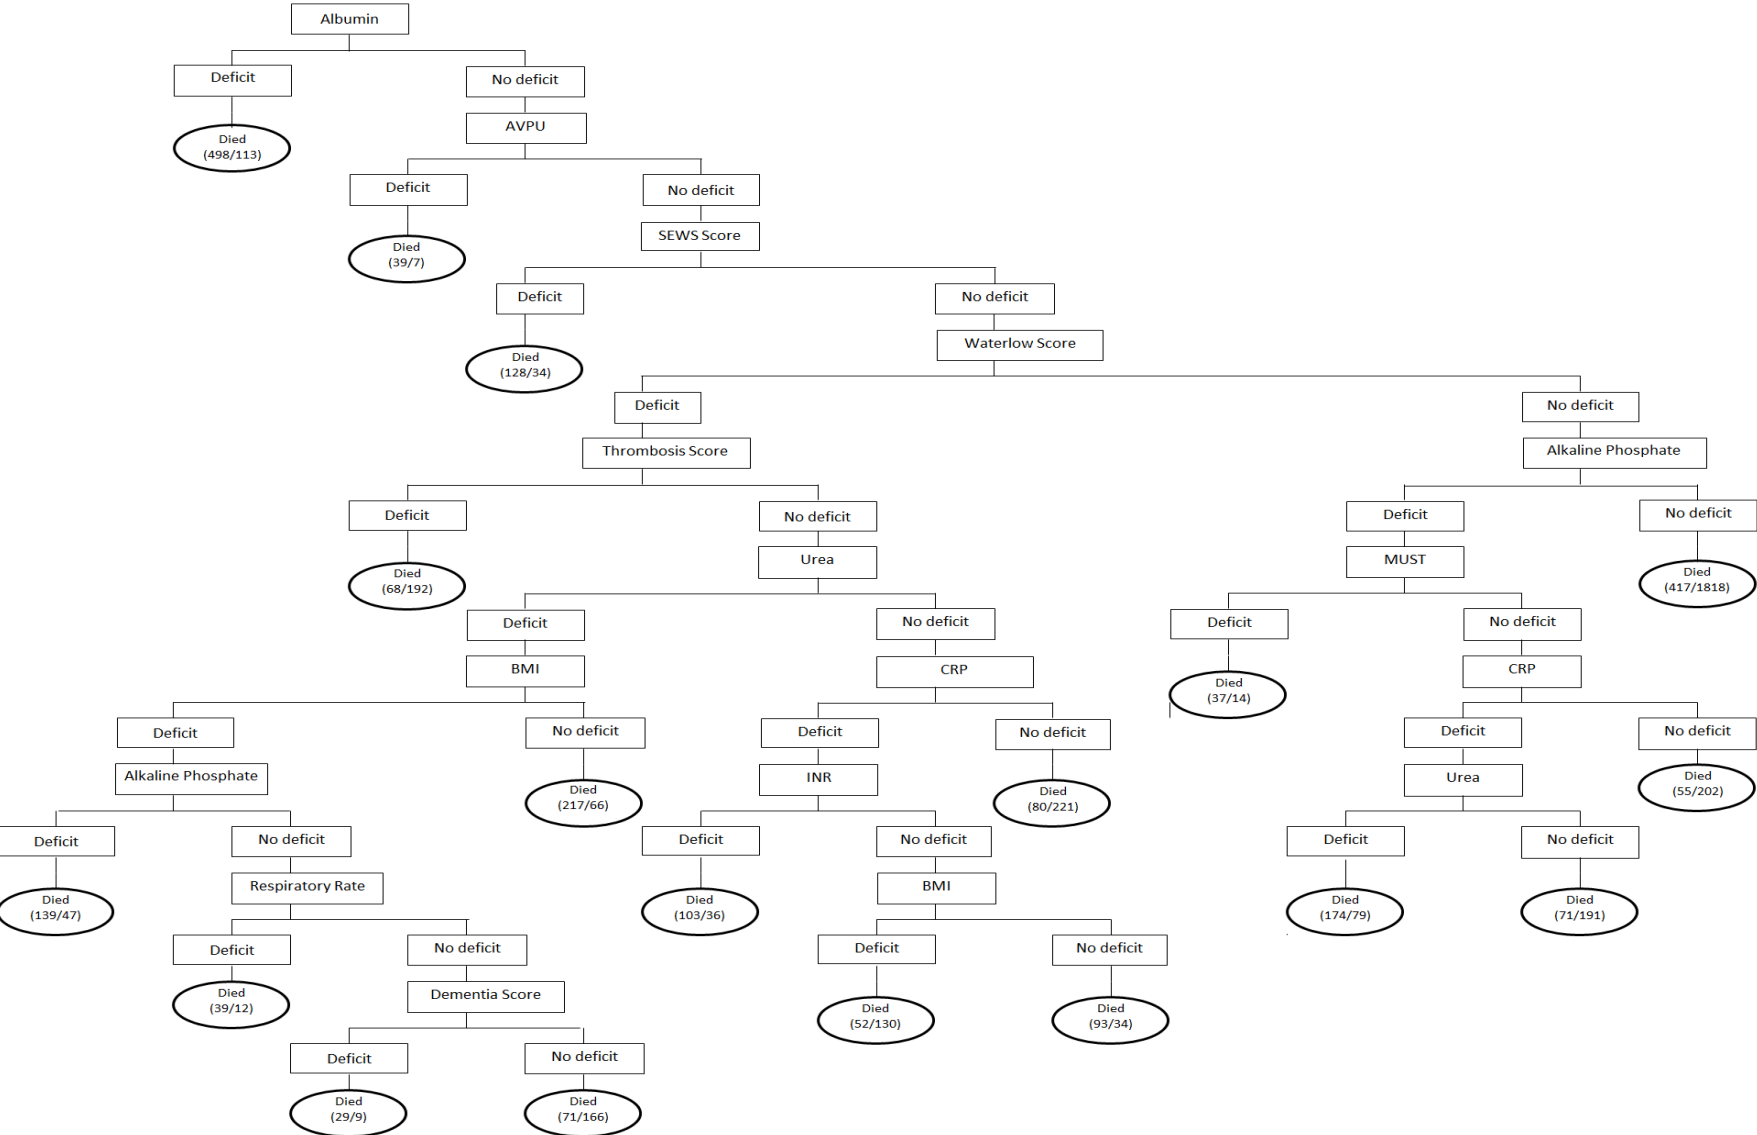 Albumin
Deficit
No deficit
Died
(498/113)
AVPU
Deficit
No deficit
Died
(39/7)
SEWS Score
Deficit
No deficit
Died
(128/34)
Waterlow Score
Deficit
No deficit
Thrombosis Score
Alkaline Phosphate
Deficit
No deficit
Deficit
No deficit
Died
(68/192)
Urea
MUST
Died
(417/1818)
Deficit
No deficit
Deficit
No deficit
BMI
CRP
Died
(37/14)
CRP
Deficit
No deficit
Deficit
No deficit
Deficit
No deficit
Alkaline Phosphate
Died
(217/66)
INR
Died
(80/221)
Urea
Died
(55/202)
Deficit
No deficit
Deficit
No deficit
Deficit
No deficit
Died
(139/47)
Respiratory Rate
Died
(103/36)
BMI
Died
(174/79)
Died
(71/191)
Deficit
No deficit
Deficit
No deficit
Died
(39/12)
Dementia Score
Died
(52/130)
Died
(93/34)
Deficit
No deficit
Died
(29/9)
Died
(71/166)